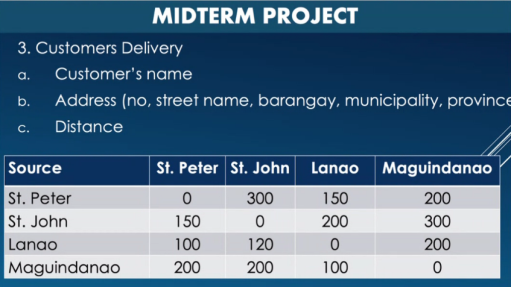 MIDTERM PROJECT
3. Customers Delivery
a. Customer's name
b. Address (no, street name, barangay, municipality, province
c. Distance
Source St. Peter St. John Lanao Maguindanao
St. Peter 0 300 150 200
St. John 150 0 200 300
Lanao 100 120 0 200
Maguindanao 200 200 100 0